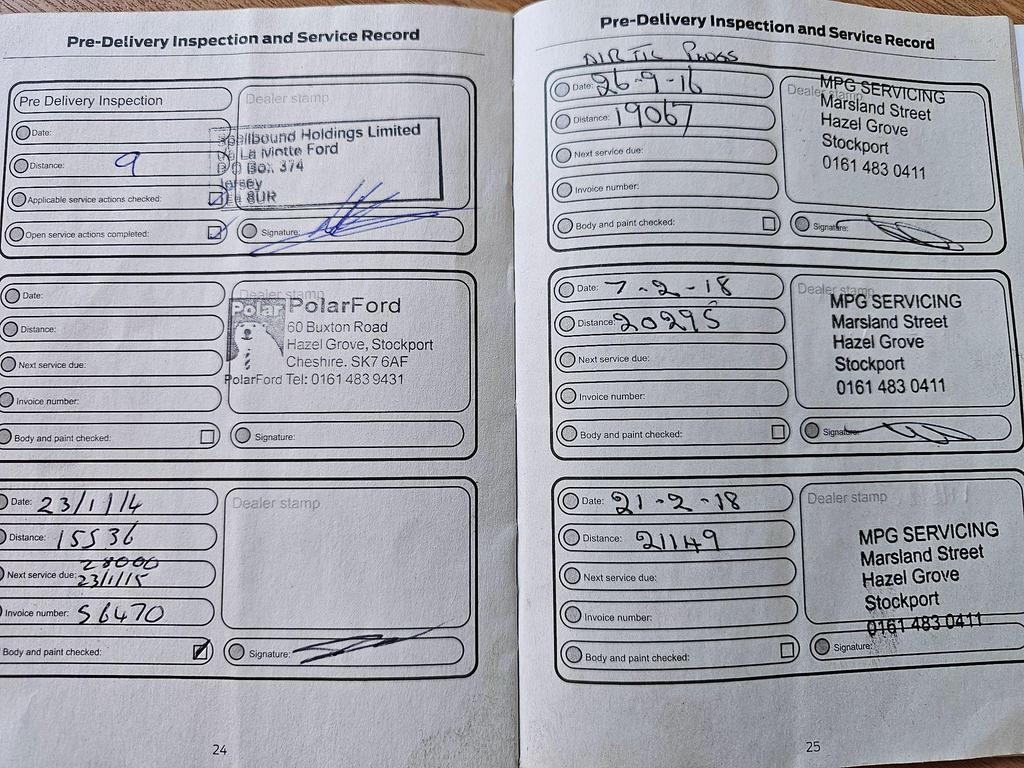 Pre-Delivery Inspection and Service Record
Pre Delivery Inspection
Dealer stamp
Date:
Distance: 9
Applicable service actions checked:
Open service actions completed:
Holdings Limited
La Motte Ford
P O Box 374
Jersey
8UR
Signature:
Date:
Distance:
Next service due:
Invoice number:
Body and paint checked:
Dealer stamp
Polar
PolarFord
60 Buxton Road
Hazel Grove, Stockport
Cheshire. SK7 6AF
PolarFord Tel: 0161 483 9431
Signature:
Date: 23/1/14
Distance: 15536
28000
Next service due: 23/1/15
Invoice number: 56470
Body and paint checked:
Dealer stamp
Signature:
24
Pre-Delivery Inspection and Service Record
AIR FIL PLUGS
Date: 26-9-16
Distance: 19067
Next service due:
Invoice number:
Body and paint checked:
Dealer stamp
MPG SERVICING
Marsland Street
Hazel Grove
Stockport
0161 483 0411
Signature:
Date: 7-2-18
Distance: 20295
Next service due:
Invoice number:
Body and paint checked:
Dealer stamp
MPG SERVICING
Marsland Street
Hazel Grove
Stockport
0161 483 0411
Signature:
Date: 21-2-18
Distance: 21149
Next service due:
Invoice number:
Body and paint checked:
Dealer stamp
MPG SERVICING
Marsland Street
Hazel Grove
Stockport
0161 483 0411
Signature:
25